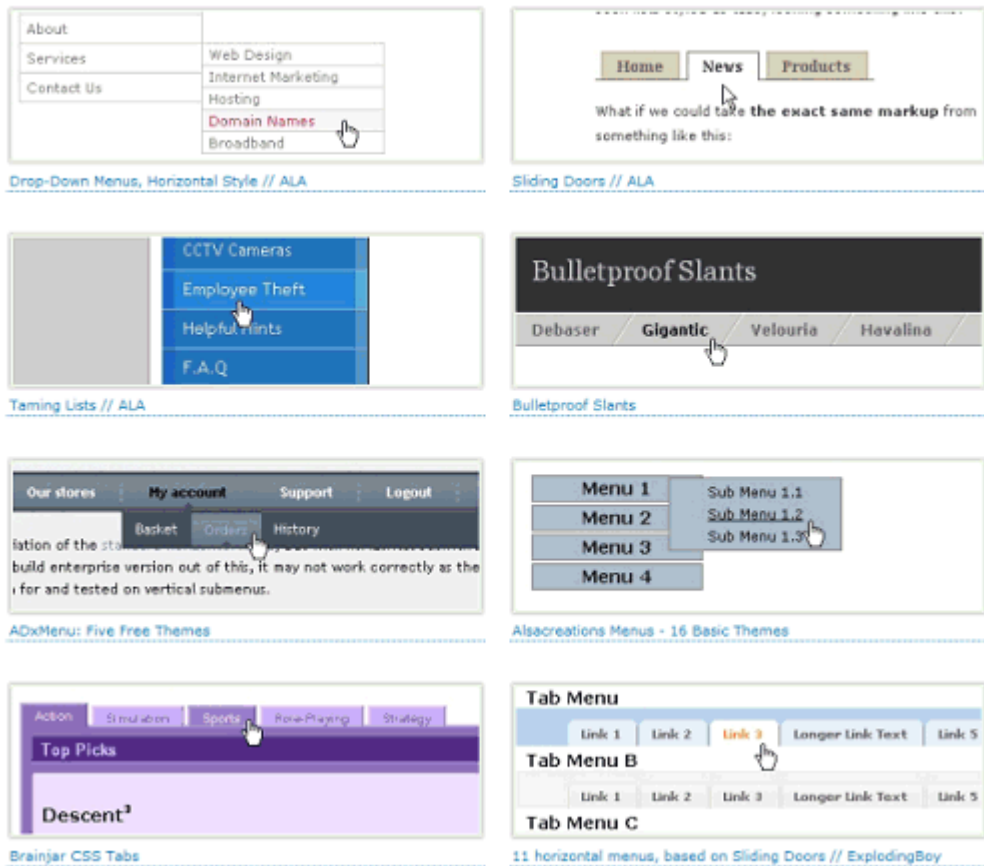 About
Services
Contact Us
Web Design
Internet Marketing
Hosting
Domain Names
Broadband
Drop-Down Menus, Horizontal Style // ALA
Home News Products
What if we could take the exact same markup from
something like this:
Sliding Doors // ALA
CCTV Cameras
Employee Theft
Helpful Hints
F.A.Q
Taming Lists // ALA
Bulletproof Slants
Debaser Gigantic Velouria Havalina
Bulletproof Slants
Our stores My account Support Logout
Basket Orders History
iation of the
build enterprise version out of this, it may not work correctly as the
for and tested on vertical submenus.
ADxMenu: Five Free Themes
Menu 1
Menu 2
Menu 3
Menu 4
Sub Menu 1.1
Sub Menu 1.2
Sub Menu 1.3
Alsacreations Menus - 16 Basic Themes
Action Simulation Sports Role-Playing Strategy
Top Picks
Descent³
Brainjar CSS Tabs
Tab Menu
Link 1 Link 2 Link 3 Longer Link Text Link 5
Tab Menu B
Link 1 Link 2 Link 3 Longer Link Text Link 5
Tab Menu C
11 horizontal menus, based on Sliding Doors // ExplodingBoy